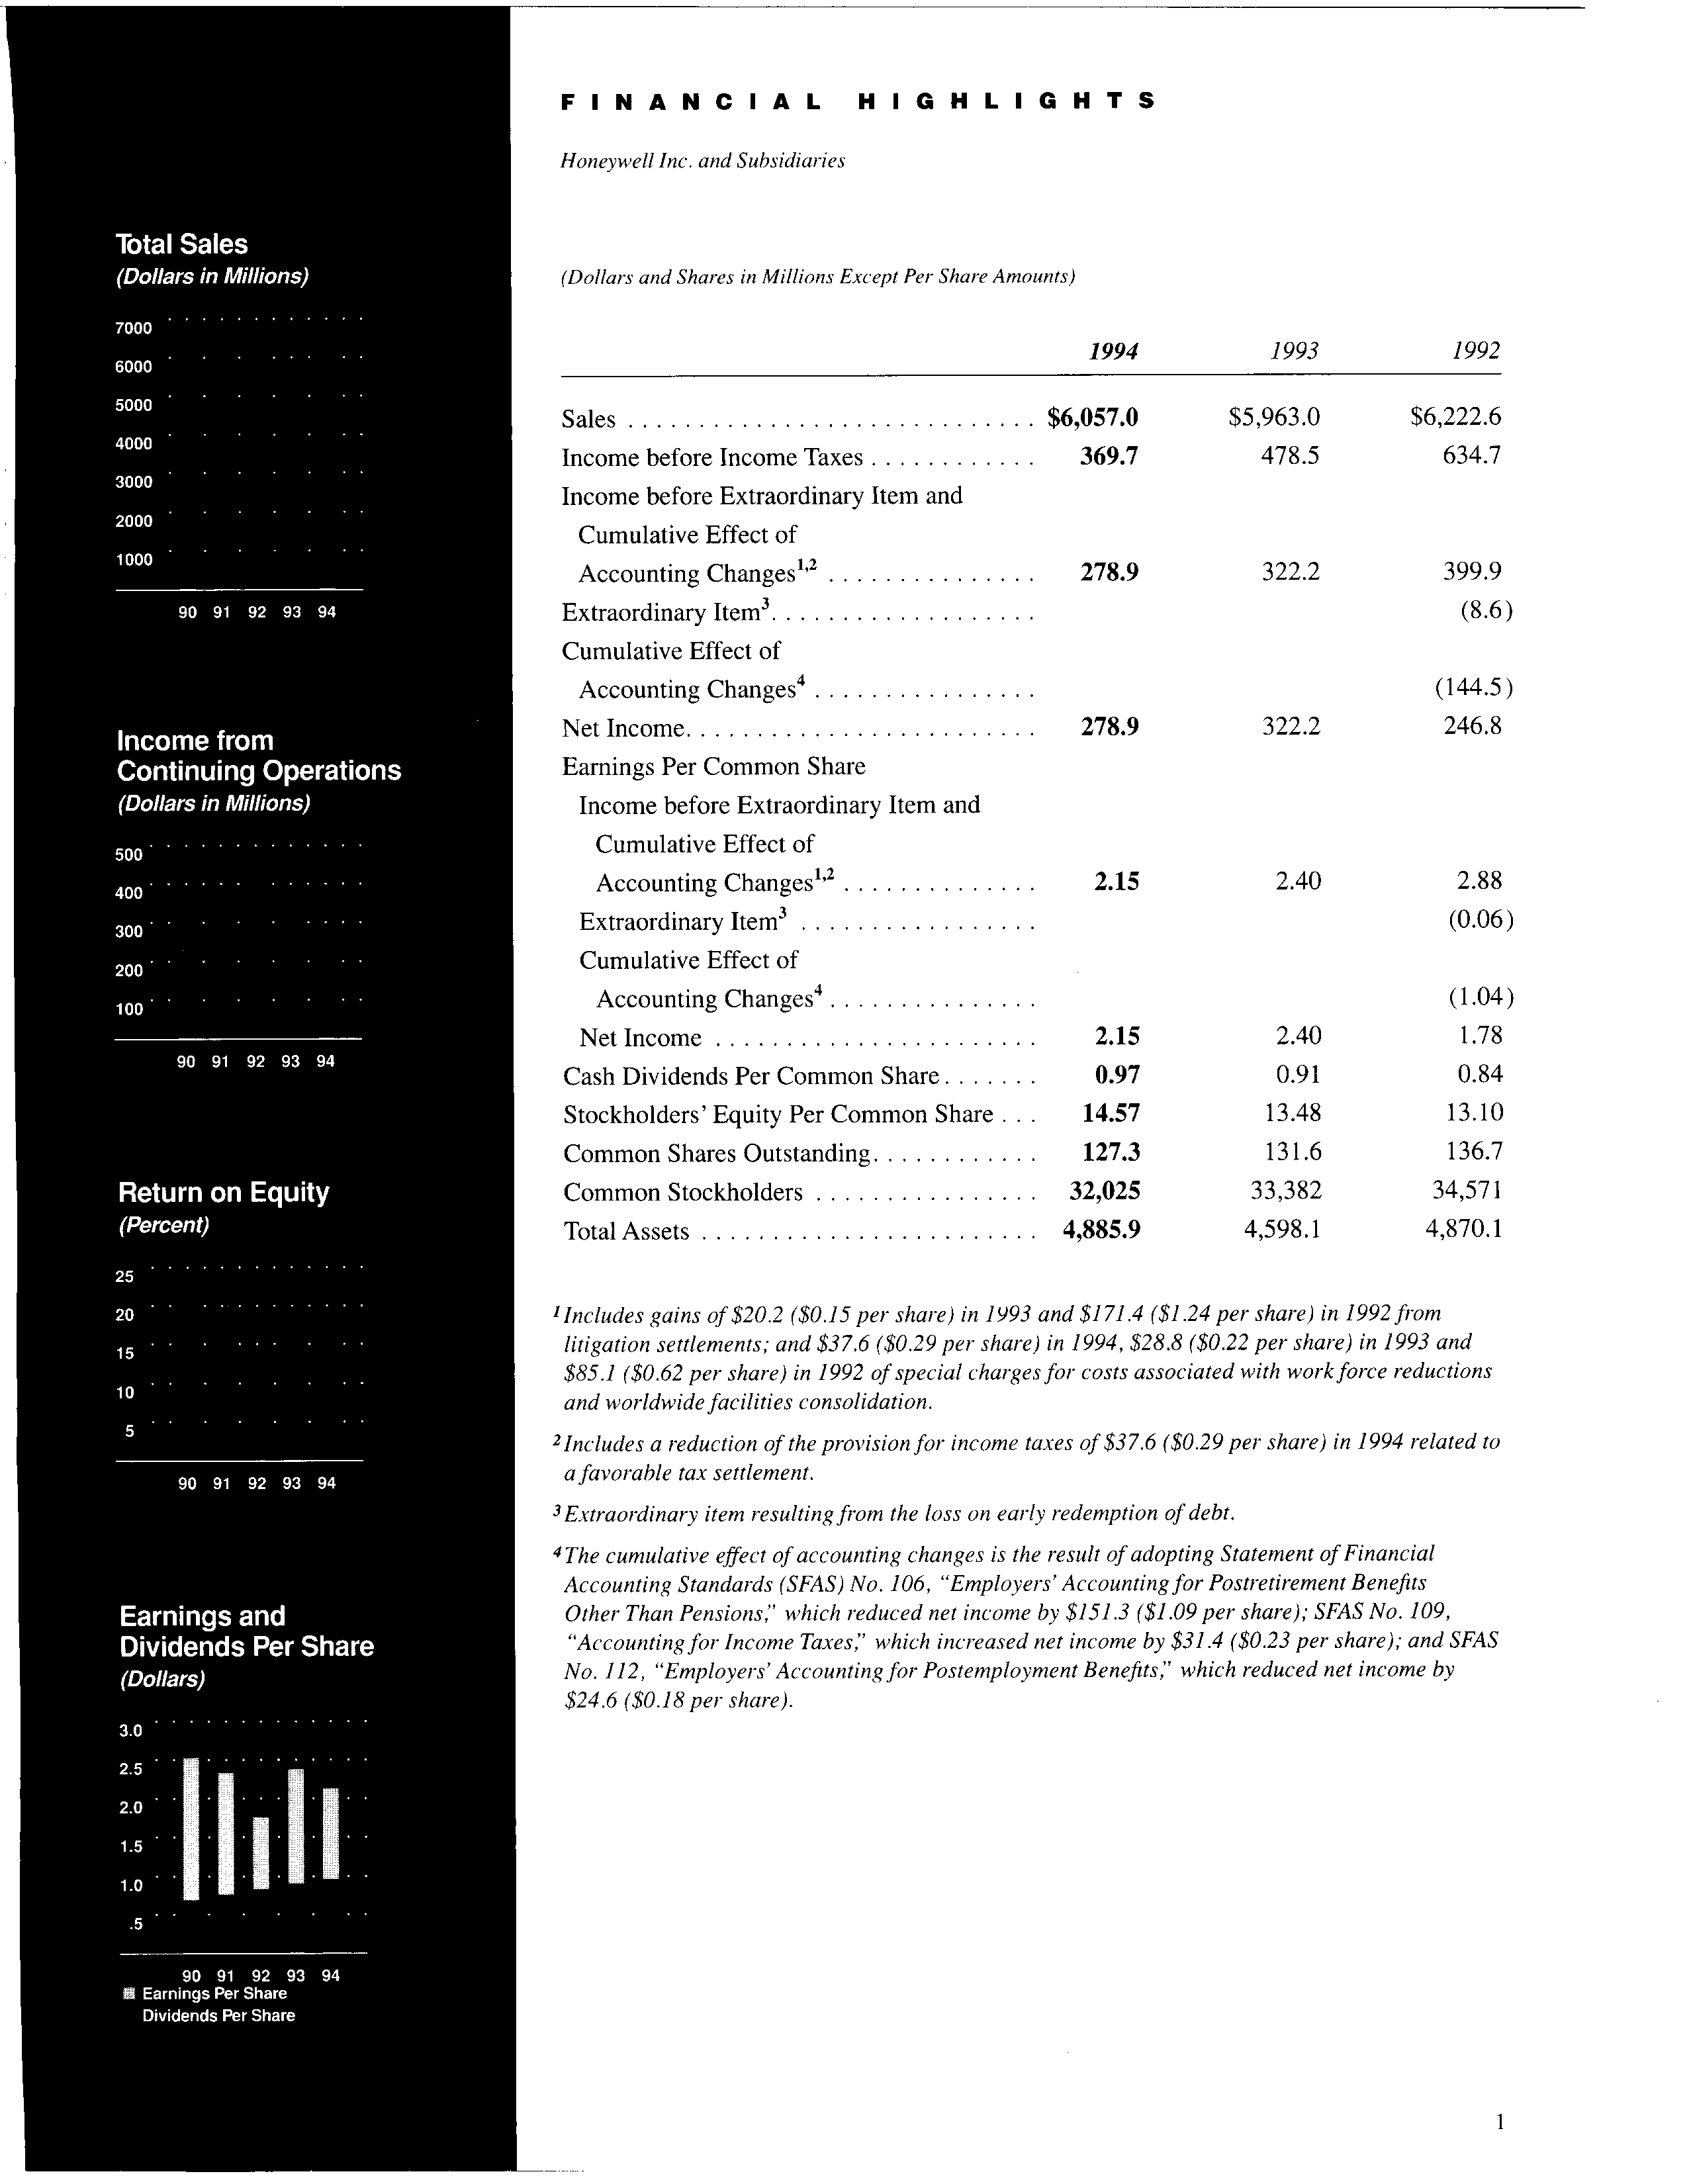 FINANCIAL HIGHLIGHTS
Honeywell Inc. and Subsidiaries
Total Sales
(Dollars in Millions)
7000
6000
5000
4000
3000
2000
1000
90 91 92 93 94
Income from
Continuing Operations
(Dollars in Millions)
500
400
300
200
100
90 91 92 93 94
Return on Equity
(Percent)
25
20
15
10
5
90 91 92 93 94
Earnings and
Dividends Per Share
(Dollars)
3.0
2.5
2.0
1.5
1.0
.5
90 91 92 93 94
Earnings Per Share
Dividends Per Share
(Dollars and Shares in Millions Except Per Share Amounts)
1994 1993 1992
Sales . . . . . . . . . . . . . . . . . . . . . . . . . . . . . $6,057.0 $5,963.0 $6,222.6
Income before Income Taxes . . . . . . . . . . . . 369.7 478.5 634.7
Income before Extraordinary Item and
Cumulative Effect of
Accounting Changes1,2 . . . . . . . . . . . . . . . 278.9 322.2 399.9
Extraordinary Item3. . . . . . . . . . . . . . . . . . . (8.6)
Cumulative Effect of
Accounting Changes4 . . . . . . . . . . . . . . . . (144.5)
Net Income. . . . . . . . . . . . . . . . . . . . . . . . . 278.9 322.2 246.8
Earnings Per Common Share
Income before Extraordinary Item and
Cumulative Effect of
Accounting Changes1,2 . . . . . . . . . . . . . . 2.15 2.40 2.88
Extraordinary Item3 . . . . . . . . . . . . . . . . . (0.06)
Cumulative Effect of
Accounting Changes4 . . . . . . . . . . . . . . . (1.04)
Net Income . . . . . . . . . . . . . . . . . . . . . . . 2.15 2.40 1.78
Cash Dividends Per Common Share. . . . . . . 0.97 0.91 0.84
Stockholders' Equity Per Common Share . . . 14.57 13.48 13.10
Common Shares Outstanding. . . . . . . . . . . . 127.3 131.6 136.7
Common Stockholders . . . . . . . . . . . . . . . . 32,025 33,382 34,571
Total Assets . . . . . . . . . . . . . . . . . . . . . . . . 4,885.9 4,598.1 4,870.1
1 Includes gains of $20.2 ($0.15 per share) in 1993 and $171.4 ($1.24 per share) in 1992 from
litigation settlements; and $37.6 ($0.29 per share) in 1994, $28.8 ($0.22 per share) in 1993 and
$85.1 ($0.62 per share) in 1992 of special charges for costs associated with work force reductions
and worldwide facilities consolidation.
2 Includes a reduction of the provision for income taxes of $37.6 ($0.29 per share) in 1994 related to
a favorable tax settlement.
3 Extraordinary item resulting from the loss on early redemption of debt.
4 The cumulative effect of accounting changes is the result of adopting Statement of Financial
Accounting Standards (SFAS) No. 106, "Employers' Accounting for Postretirement Benefits
Other Than Pensions," which reduced net income by $151.3 ($1.09 per share); SFAS No. 109,
"Accounting for Income Taxes," which increased net income by $31.4 ($0.23 per share); and SFAS
No. 112, "Employers' Accounting for Postemployment Benefits," which reduced net income by
$24.6 ($0.18 per share).
1